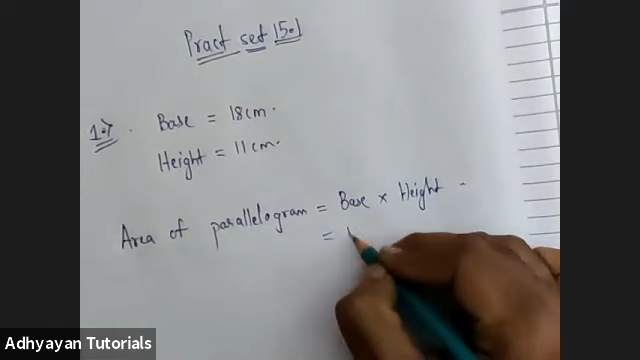 Pract set 15.1
1.> Base = 18 cm.
Height = 11 cm.
Area of parallelogram = Base × Height
=
Adhyayan Tutorials